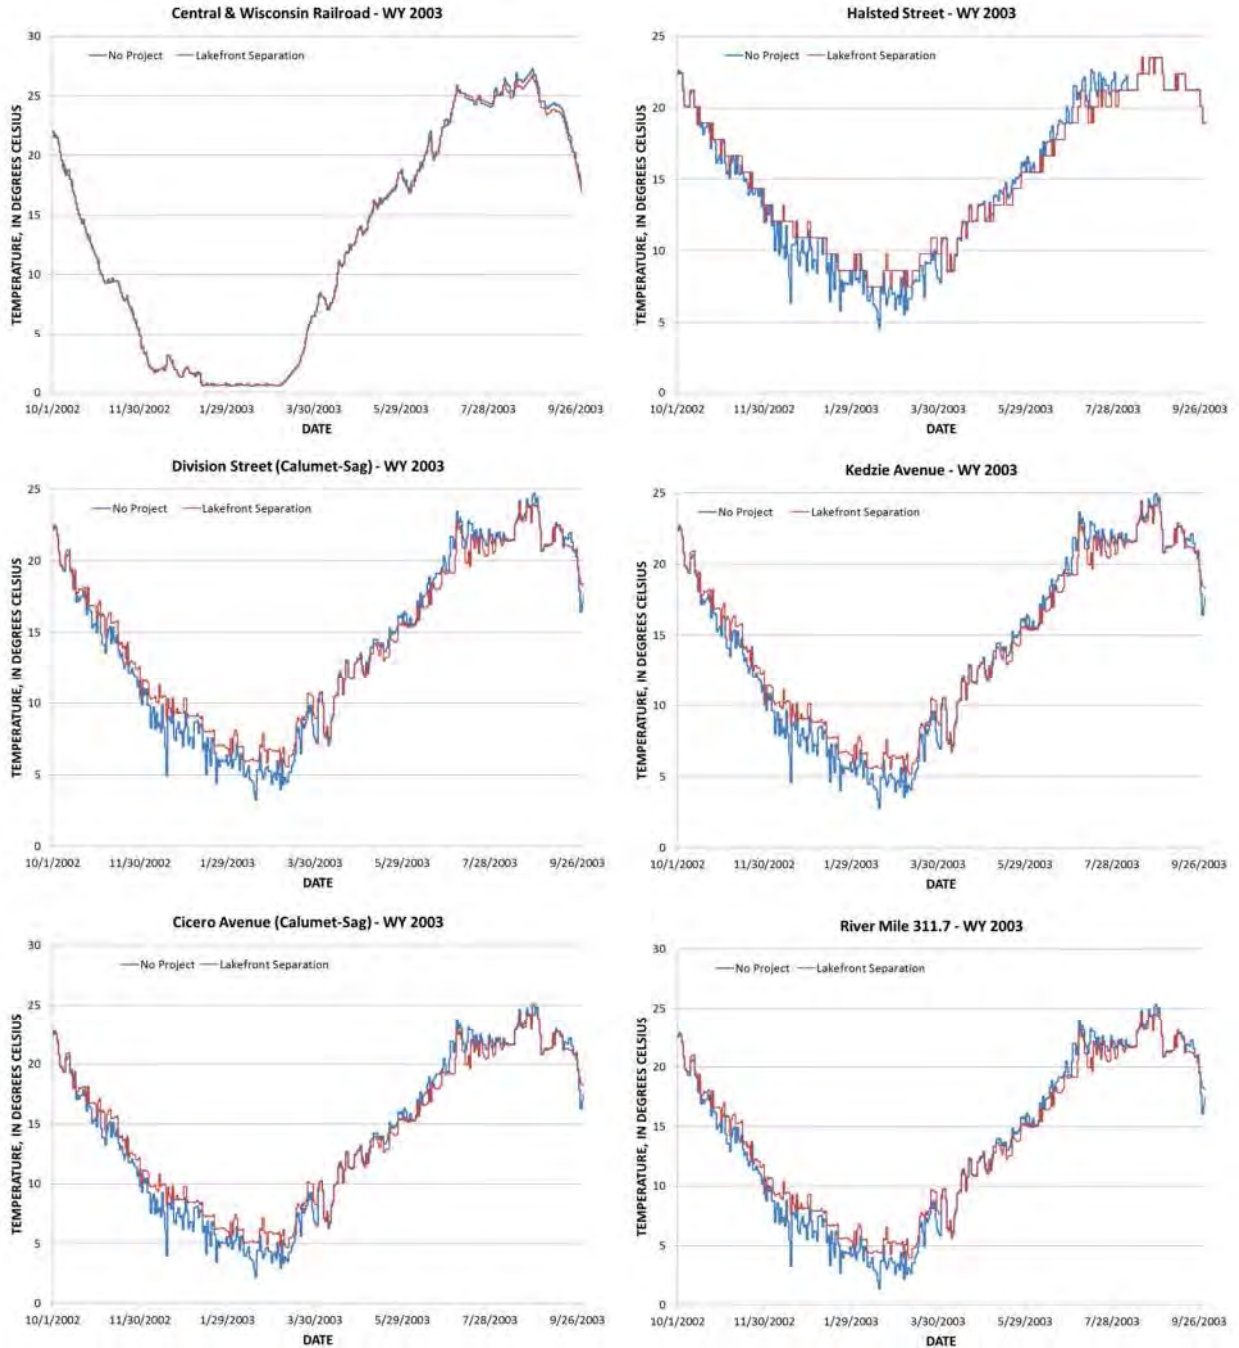 Central & Wisconsin Railroad - WY 2003
30
25
20
15
10
5
0
TEMPERATURE, IN DEGREES CELSIUS
No Project Lakefront Separation
10/1/2002 11/30/2002 1/29/2003 3/30/2003 5/29/2003 7/28/2003 9/26/2003
DATE
Halsted Street - WY 2003
25
20
15
10
5
0
TEMPERATURE, IN DEGREES CELSIUS
No Project Lakefront Separation
10/1/2002 11/30/2002 1/29/2003 3/30/2003 5/29/2003 7/28/2003 9/26/2003
DATE
Division Street (Calumet-Sag) - WY 2003
25
20
15
10
5
0
TEMPERATURE, IN DEGREES CELSIUS
No Project Lakefront Separation
10/1/2002 11/30/2002 1/29/2003 3/30/2003 5/29/2003 7/28/2003 9/26/2003
DATE
Kedzie Avenue - WY 2003
25
20
15
10
5
0
TEMPERATURE, IN DEGREES CELSIUS
No Project Lakefront Separation
10/1/2002 11/30/2002 1/29/2003 3/30/2003 5/29/2003 7/28/2003 9/26/2003
DATE
Cicero Avenue (Calumet-Sag) - WY 2003
30
25
20
15
10
5
0
TEMPERATURE, IN DEGREES CELSIUS
No Project Lakefront Separation
10/1/2002 11/30/2002 1/29/2003 3/30/2003 5/29/2003 7/28/2003 9/26/2003
DATE
River Mile 311.7 - WY 2003
30
25
20
15
10
5
0
TEMPERATURE, IN DEGREES CELSIUS
No Project Lakefront Separation
10/1/2002 11/30/2002 1/29/2003 3/30/2003 5/29/2003 7/28/2003 9/26/2003
DATE